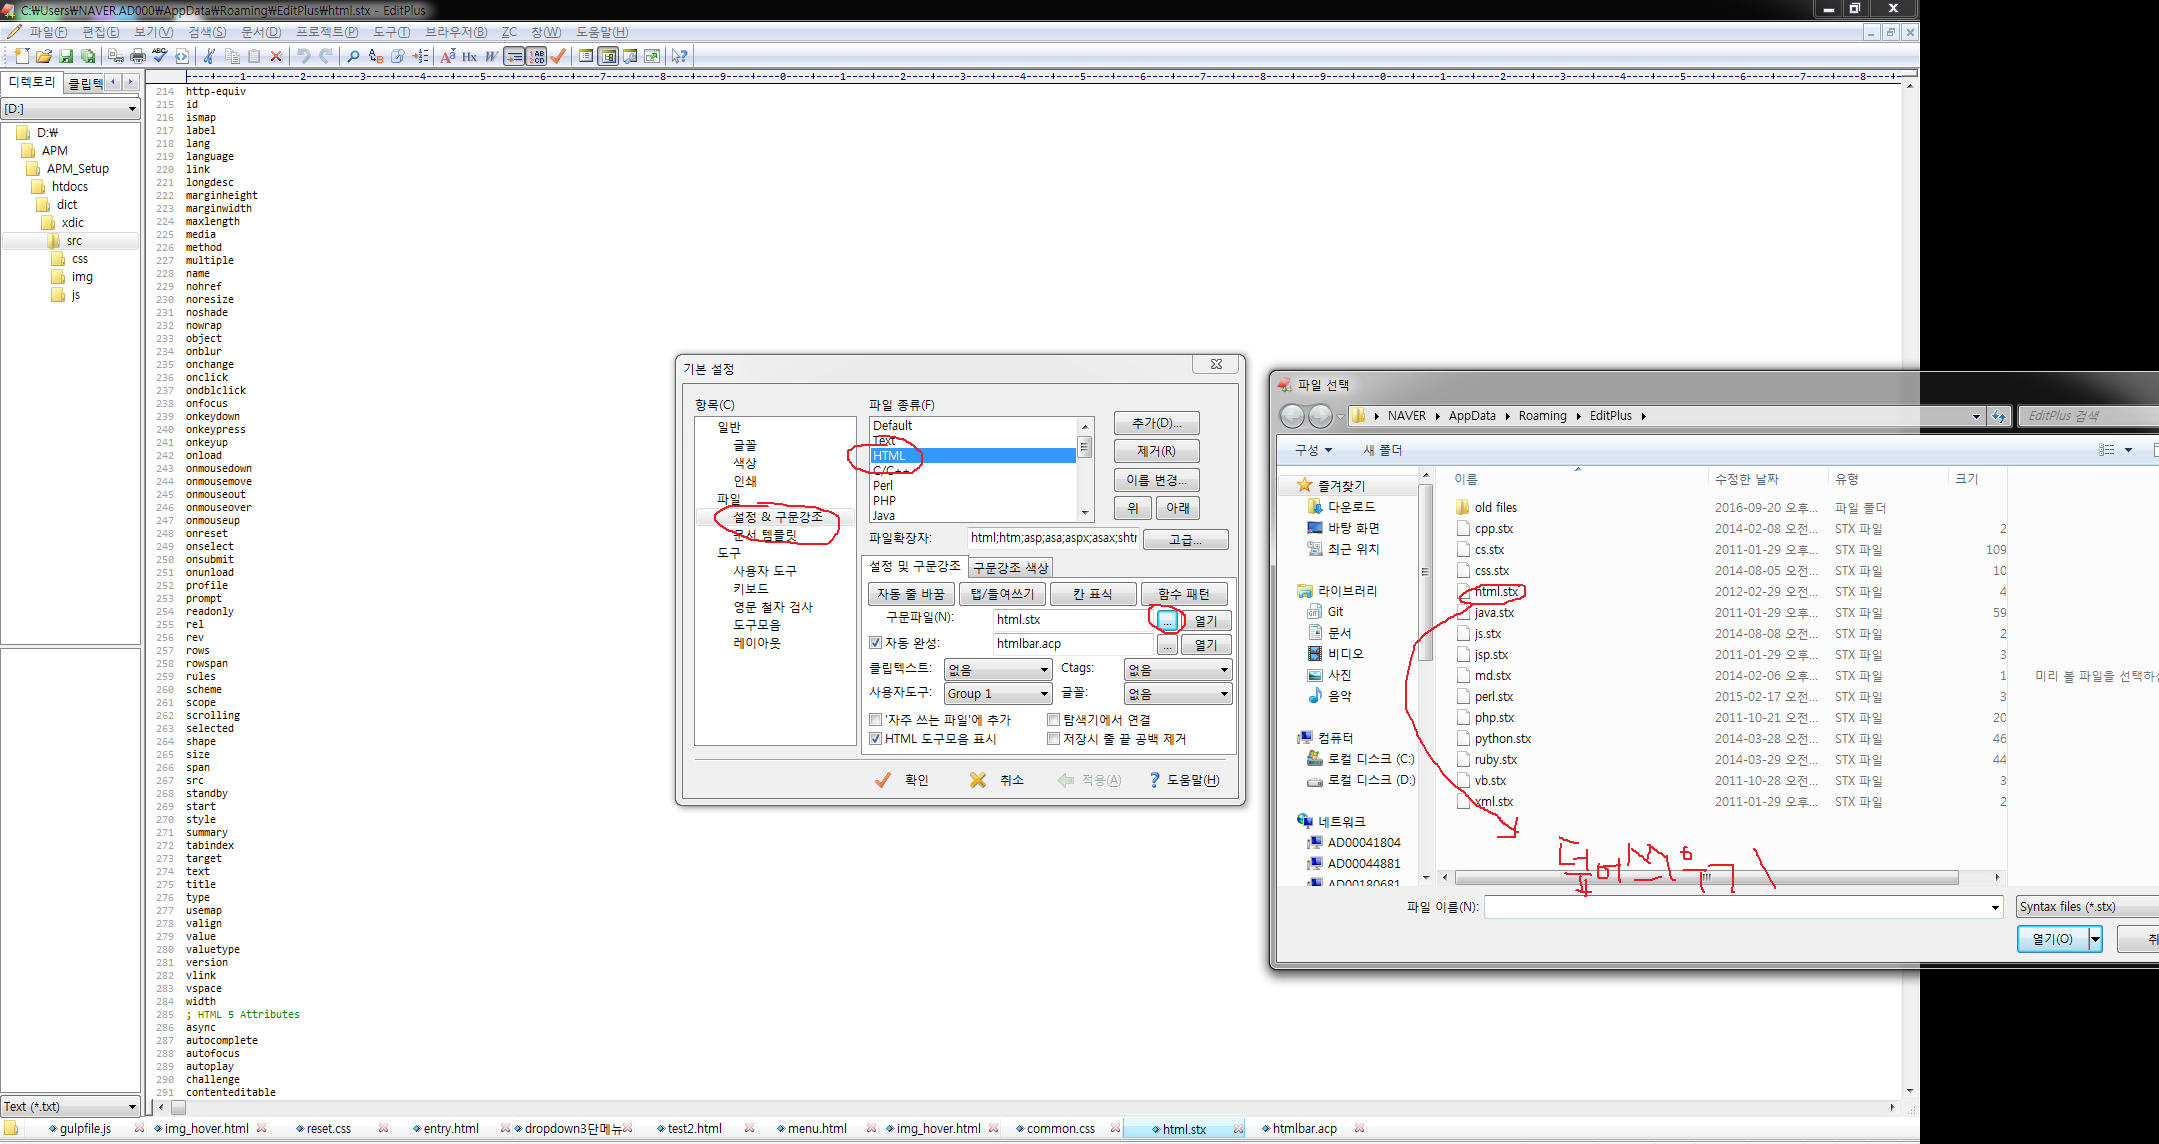 C:₩Users₩NAVER.AD000₩AppData₩Roaming₩EditPlus₩html.stx - EditPlus
파일(F) 편집(E) 보기(V) 검색(S) 문서(D) 프로젝트(P) 도구(T) 브라우저(B) ZC 창(W) 도움말(H)
디렉토리 클립텍
[D:]
D:₩
APM
APM_Setup
htdocs
dict
xdic
src
css
img
js
Text (*.txt)
214 http-equiv
215 id
216 ismap
217 label
218 lang
219 language
220 link
221 longdesc
222 marginheight
223 marginwidth
224 maxlength
225 media
226 method
227 multiple
228 name
229 nohref
230 noresize
231 noshade
232 nowrap
233 object
234 onblur
235 onchange
236 onclick
237 ondblclick
238 onfocus
239 onkeydown
240 onkeypress
241 onkeyup
242 onload
243 onmousedown
244 onmousemove
245 onmouseout
246 onmouseover
247 onmouseup
248 onreset
249 onselect
250 onsubmit
251 onunload
252 profile
253 prompt
254 readonly
255 rel
256 rev
257 rows
258 rowspan
259 rules
260 scheme
261 scope
262 scrolling
263 selected
264 shape
265 size
266 span
267 src
268 standby
269 start
270 style
271 summary
272 tabindex
273 target
274 text
275 title
276 type
277 usemap
278 valign
279 value
280 valuetype
281 version
282 vlink
283 vspace
284 width
285 ; HTML 5 Attributes
286 async
287 autocomplete
288 autofocus
289 autoplay
290 challenge
291 contenteditable
기본 설정
항목(C)
일반
글꼴
색상
인쇄
파일
설정 & 구문강조
문서 템플릿
도구
사용자 도구
키보드
영문 철자 검사
도구모음
레이아웃
파일 종류(F)
Default
Text
HTML
C/C++
Perl
PHP
Java
추가(D)...
제거(R)
이름 변경...
위 아래
파일확장자: html;htm;asp;asa;aspx;asax;shtr 고급...
설정 및 구문강조 구문강조 색상
자동 줄 바꿈 탭/들여쓰기 칸 표식 함수 패턴
구문파일(N): html.stx ... 열기
자동 완성: htmlbar.acp ... 열기
클립텍스트: 없음 Ctags: 없음
사용자도구: Group 1 글꼴: 없음
'자주 쓰는 파일'에 추가 탐색기에서 연결
HTML 도구모음 표시 저장시 줄 끝 공백 제거
확인 취소 적용(A) 도움말(H)
파일 선택
NAVER AppData Roaming EditPlus EditPlus 검색
구성 새 폴더
즐겨찾기
다운로드
바탕 화면
최근 위치
라이브러리
Git
문서
비디오
사진
음악
컴퓨터
로컬 디스크 (C:)
로컬 디스크 (D:)
네트워크
AD00041804
AD00044881
AD00180681
이름 수정한 날짜 유형 크기
old files 2016-09-20 오후... 파일 폴더
cpp.stx 2014-02-08 오전... STX 파일 2
cs.stx 2011-01-29 오후... STX 파일 109
css.stx 2014-08-05 오전... STX 파일 10
html.stx 2012-02-29 오전... STX 파일 4
java.stx 2011-01-29 오후... STX 파일 59
js.stx 2014-08-08 오전... STX 파일 2
jsp.stx 2011-01-29 오후... STX 파일 3
md.stx 2014-02-06 오전... STX 파일 1
perl.stx 2015-02-17 오전... STX 파일 3
php.stx 2011-10-21 오전... STX 파일 20
python.stx 2014-03-28 오전... STX 파일 46
ruby.stx 2014-03-29 오전... STX 파일 44
vb.stx 2011-10-28 오전... STX 파일 3
xml.stx 2011-01-29 오후... STX 파일 2
미리 볼 파일을 선택하
덮어씌우기
파일 이름(N): Syntax files (*.stx)
열기(O) 취
gulpfile.js img_hover.html reset.css entry.html dropdown3단메뉴 test2.html menu.html img_hover.html common.css html.stx htmlbar.acp